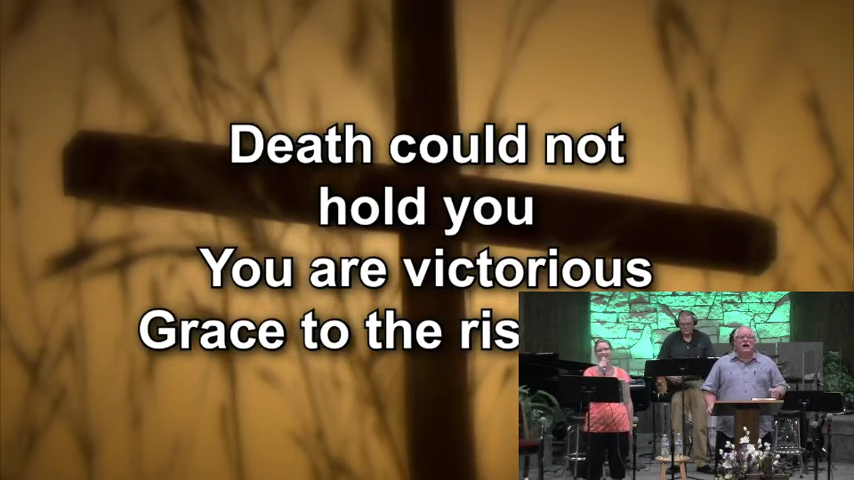 Death could not
hold you
You are victorious
Grace to the ris